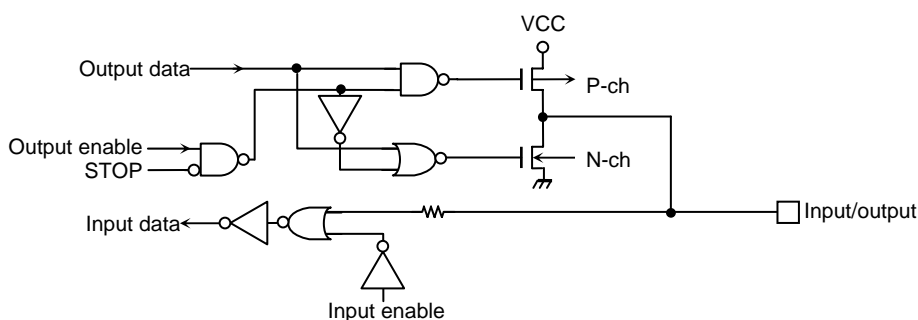 VCC
Output data
P-ch
Output enable
STOP
N-ch
Input data
Input/output
Input enable